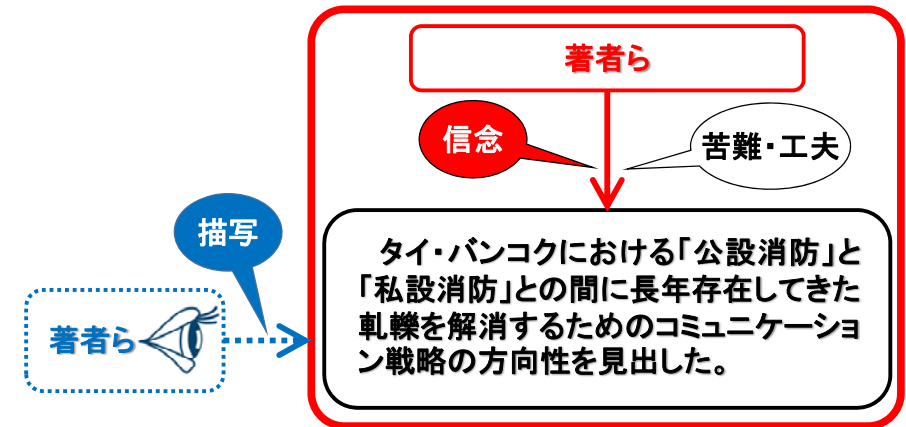 著者ら
信念
苦難・工夫
描写
タイ・バンコクにおける「公設消防」と
「私設消防」との間に長年存在してきた
軋轢を解消するためのコミュニケーショ
ン戦略の方向性を見出した。
著者ら